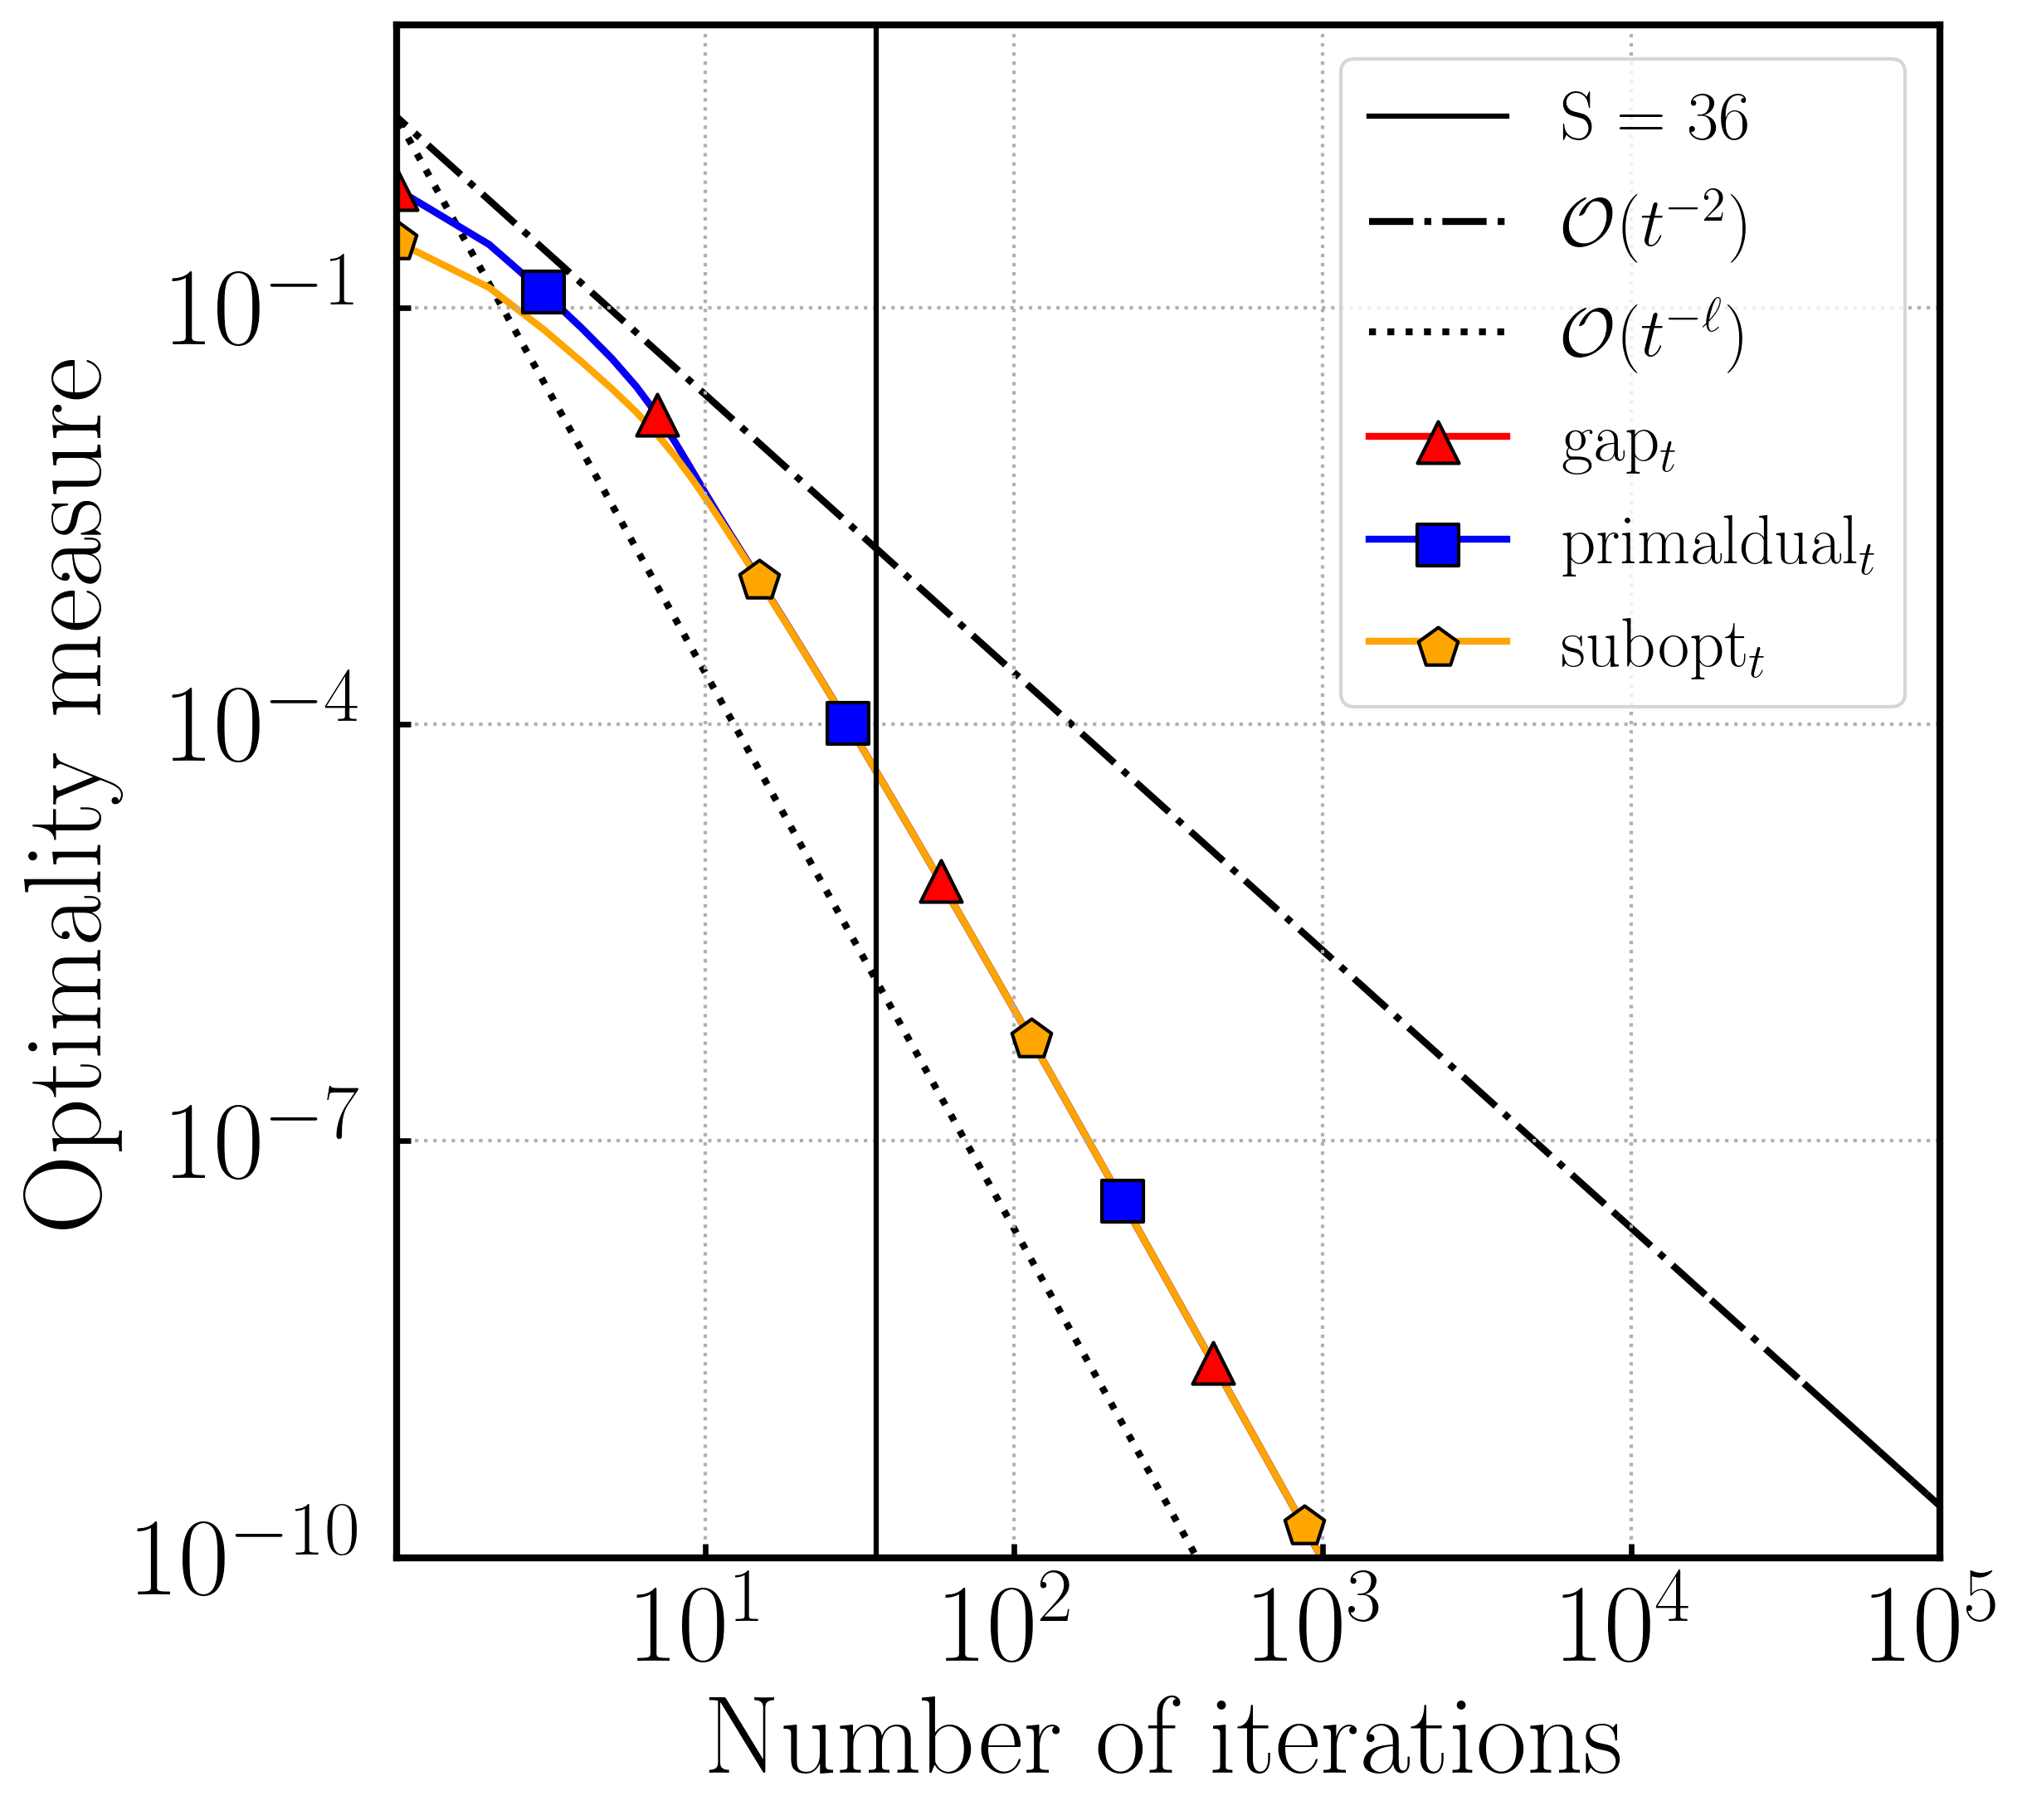 Optimality measure
10⁻¹
10⁻⁴
10⁻⁷
10⁻¹⁰
S = 36
𝒪(t⁻²)
𝒪(t^{−ℓ})
gapₜ
primaldualₜ
suboptₜ
10¹ 10² 10³ 10⁴ 10⁵
Number of iterations